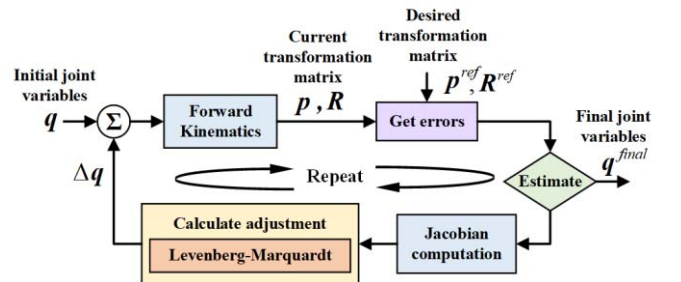 Initial joint
variables
q
Σ
Forward
Kinematics
Current
transformation
matrix
p , R
Desired
transformation
matrix
p^{ref}, R^{ref}
Get errors
Final joint
variables
q^{final}
Estimate
Δq
Repeat
Calculate adjustment
Levenberg-Marquardt
Jacobian
computation